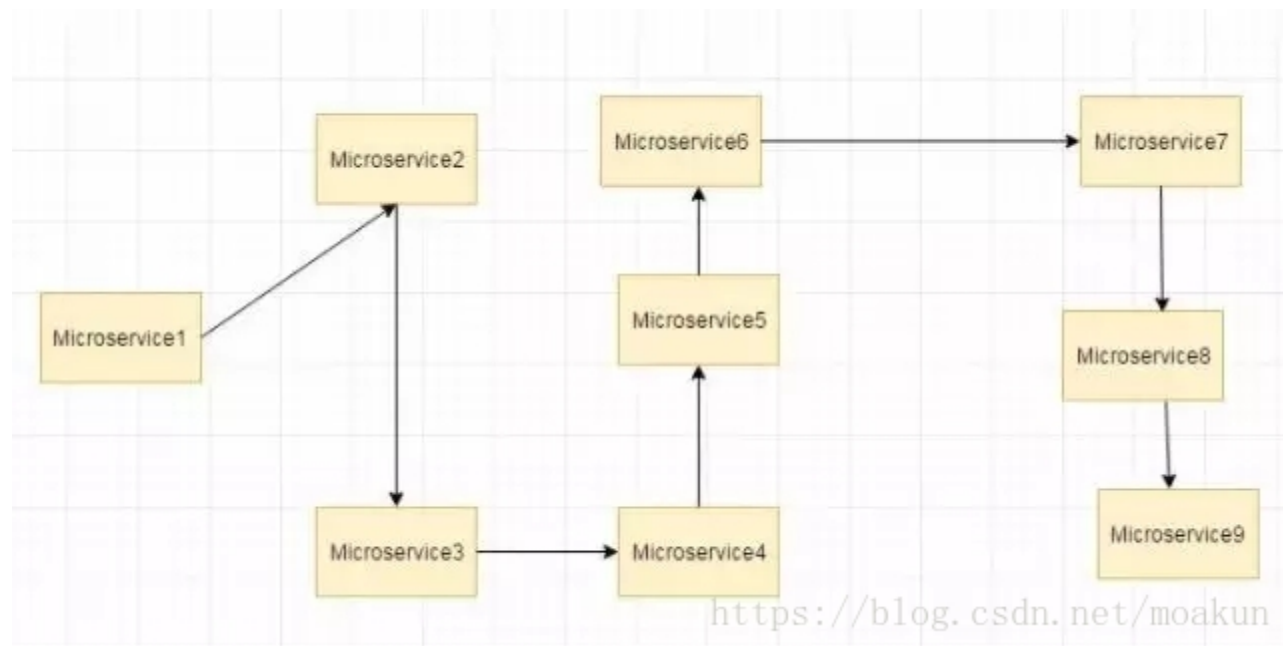 Microservice1
Microservice2
Microservice3
Microservice4
Microservice5
Microservice6
Microservice7
Microservice8
Microservice9
https://blog.csdn.net/moakun